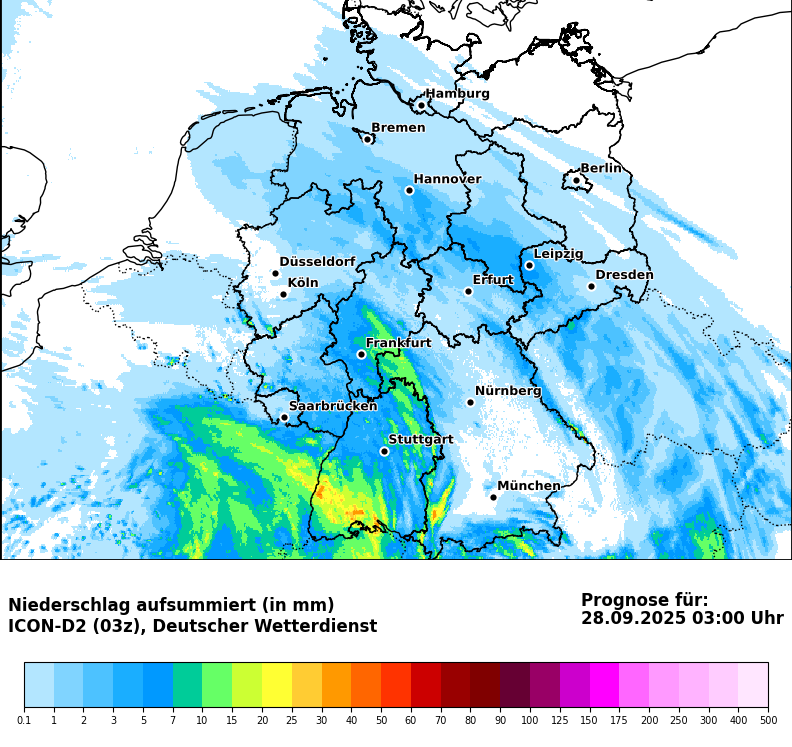 Hamburg
Bremen
Berlin
Hannover
Düsseldorf
Leipzig
Köln
Erfurt
Dresden
Frankfurt
Nürnberg
Saarbrücken
Stuttgart
München
Niederschlag aufsummiert (in mm)
ICON-D2 (03z), Deutscher Wetterdienst
Prognose für:
28.09.2025 03:00 Uhr
0.1 1 2 3 5 7 10 15 20 25 30 40 50 60 70 80 90 100 125 150 175 200 250 300 400 500